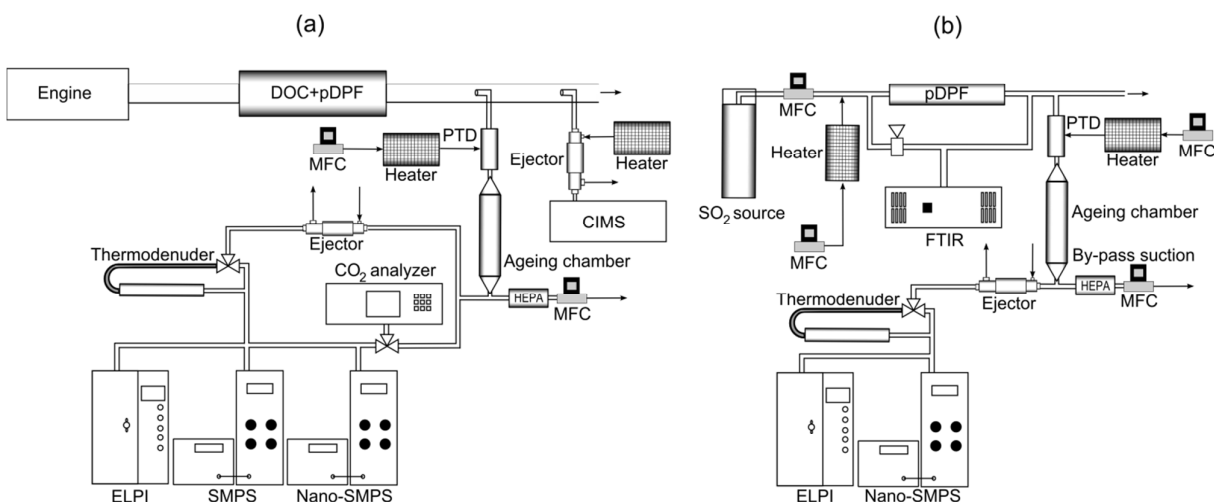 (a)
Engine
DOC+pDPF
MFC
Heater
PTD
Ejector
Heater
CIMS
Ejector
Thermodenuder
CO2 analyzer
Ageing chamber
HEPA
MFC
ELPI
SMPS
Nano-SMPS
(b)
MFC
pDPF
SO2 source
Heater
MFC
FTIR
PTD
Heater
MFC
Ageing chamber
By-pass suction
Ejector
HEPA
MFC
Thermodenuder
ELPI
Nano-SMPS